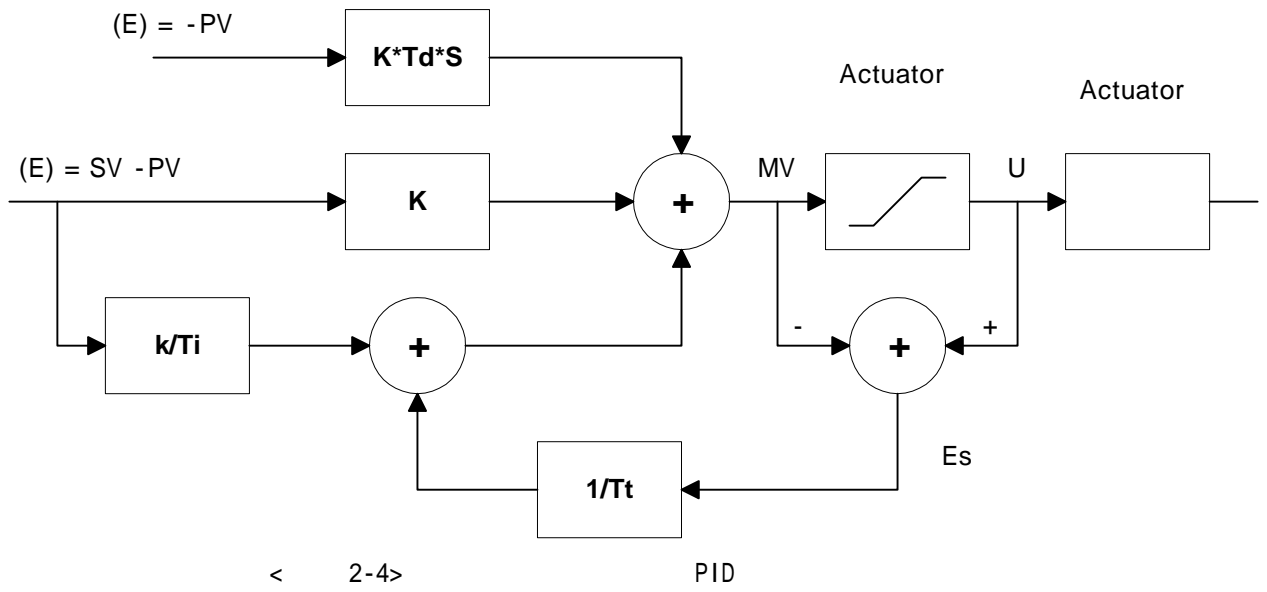 (E) = -PV
K*Td*S
Actuator
Actuator
(E) = SV -PV
K
+
MV
U
k/Ti
+
-
+
+
Es
1/Tt
< 2-4> PID